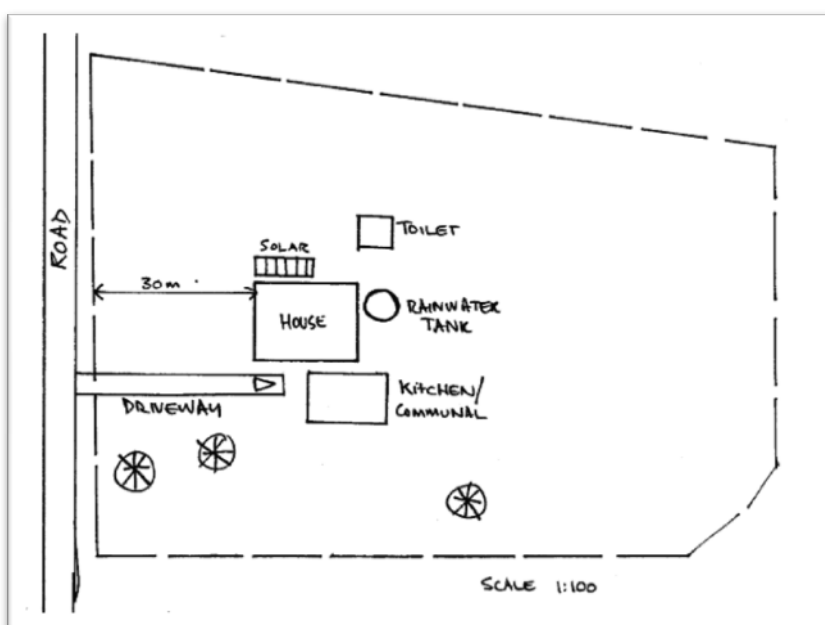 ROAD
TOILET
SOLAR
30m
HOUSE
RAINWATER
TANK
KITCHEN/
COMMUNAL
DRIVEWAY
SCALE 1:100